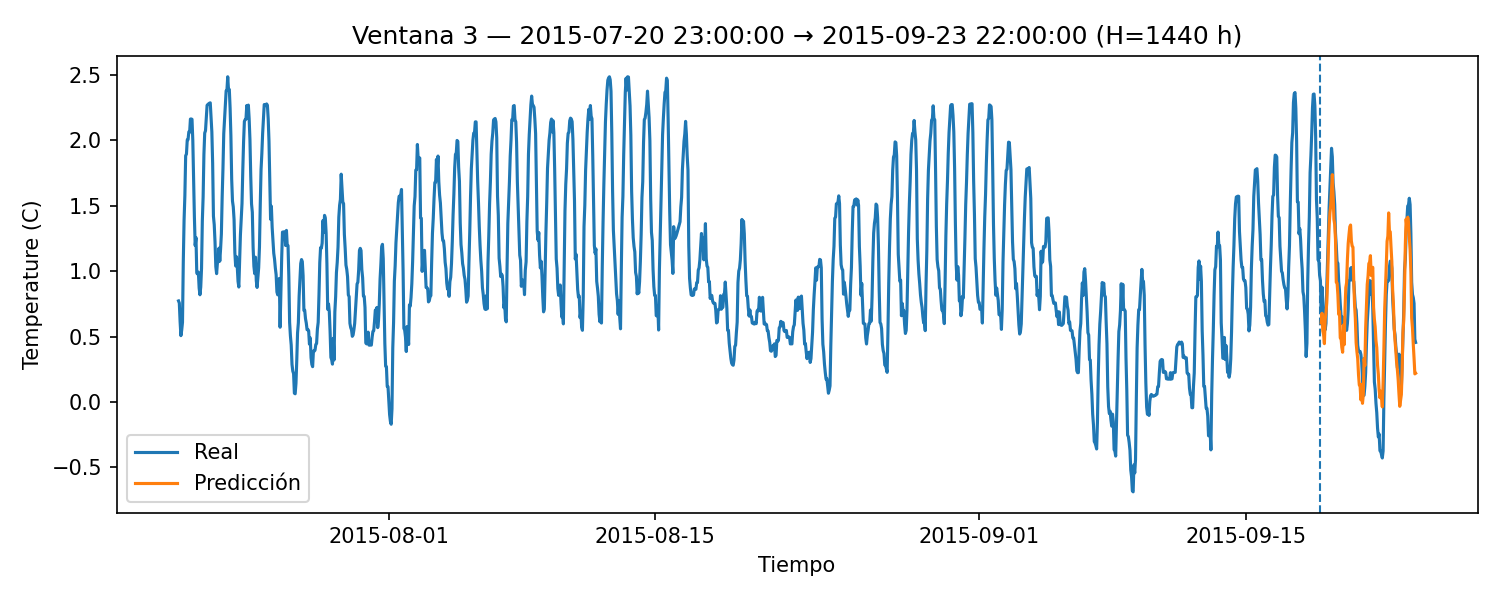 Ventana 3 — 2015-07-20 23:00:00 → 2015-09-23 22:00:00 (H=1440 h)
Temperature (C)
2.5
2.0
1.5
1.0
0.5
0.0
−0.5
Real
Predicción
2015-08-01
2015-08-15
2015-09-01
2015-09-15
Tiempo